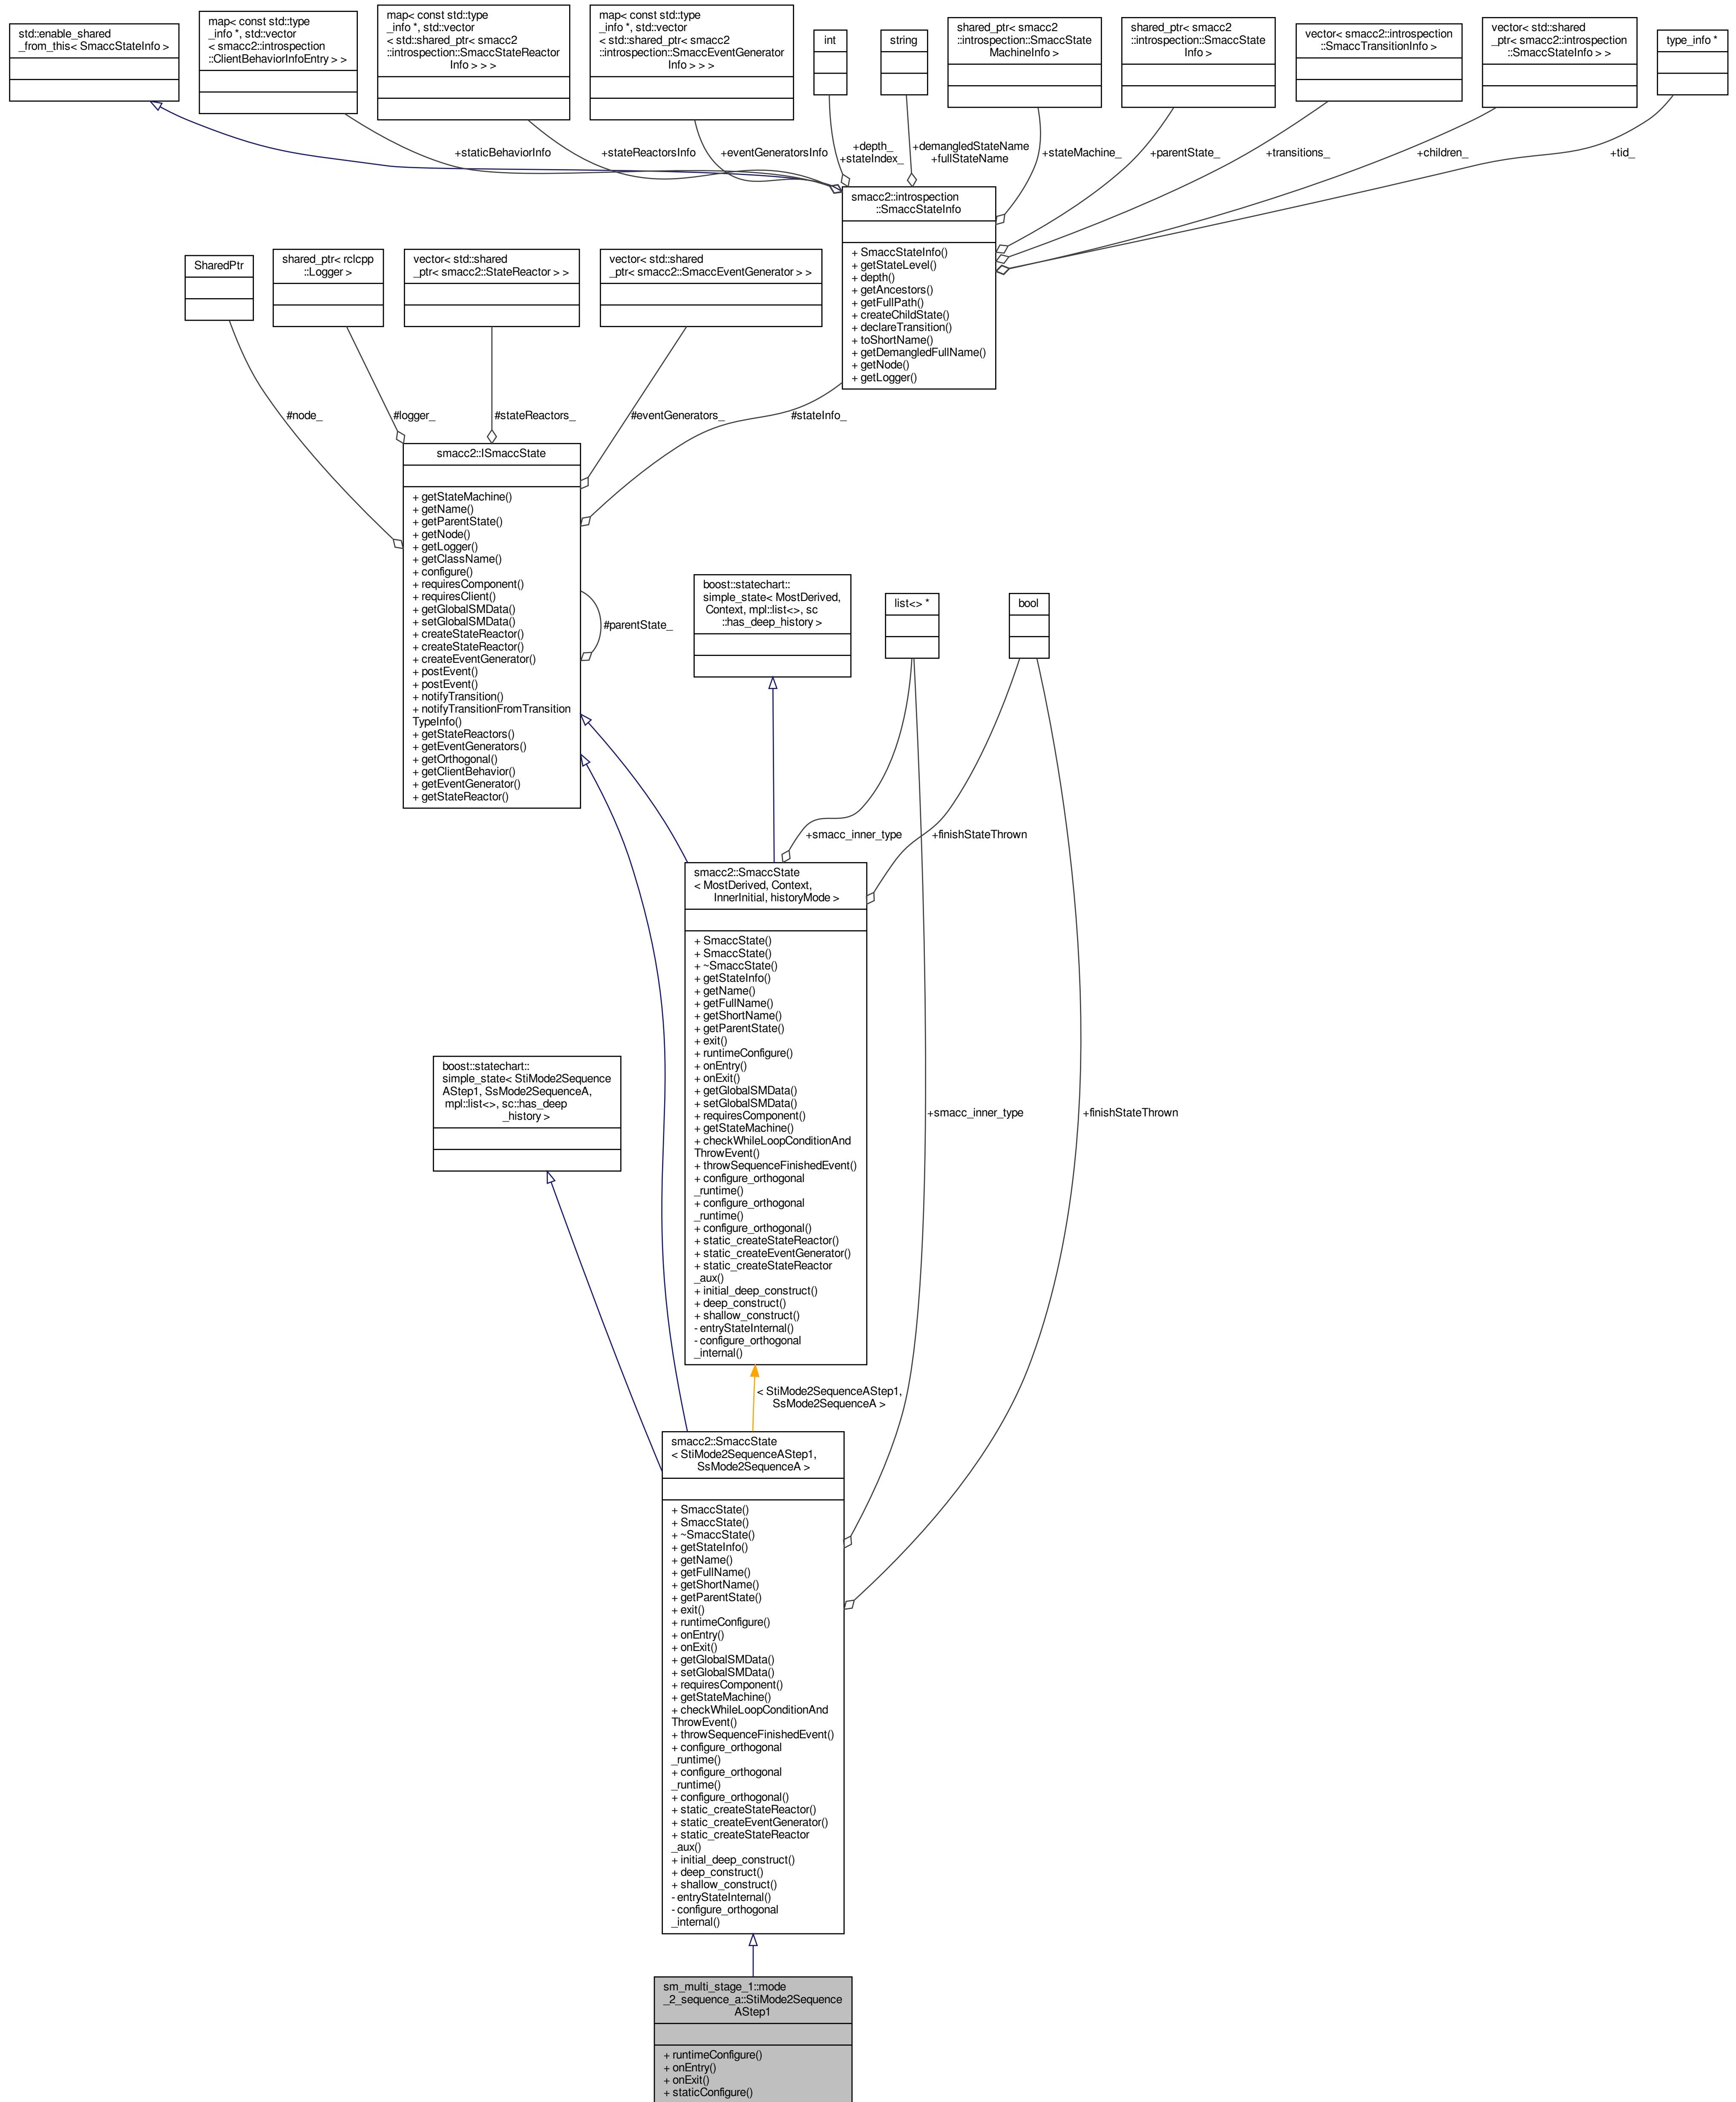 std::enable_shared
_from_this< SmaccStateInfo >
map< const std::type
_info *, std::vector
< smacc2::introspection
::ClientBehaviorInfoEntry > >
map< const std::type
_info *, std::vector
< std::shared_ptr< smacc2
::introspection::SmaccStateReactor
Info > > >
map< const std::type
_info *, std::vector
< std::shared_ptr< smacc2
::introspection::SmaccEventGenerator
Info > > >
int
string
shared_ptr< smacc2
::introspection::SmaccState
MachineInfo >
shared_ptr< smacc2
::introspection::SmaccState
Info >
vector< smacc2::introspection
::SmaccTransitionInfo >
vector< std::shared
_ptr< smacc2::introspection
::SmaccStateInfo > >
type_info *
+staticBehaviorInfo
+stateReactorsInfo
+eventGeneratorsInfo
+depth_
+stateIndex_
+demangledStateName
+fullStateName
+stateMachine_
+parentState_
+transitions_
+children_
+tid_
smacc2::introspection
::SmaccStateInfo
+ SmaccStateInfo()
+ getStateLevel()
+ depth()
+ getAncestors()
+ getFullPath()
+ createChildState()
+ declareTransition()
+ toShortName()
+ getDemangledFullName()
+ getNode()
+ getLogger()
SharedPtr
shared_ptr< rclcpp
::Logger >
vector< std::shared
_ptr< smacc2::StateReactor > >
vector< std::shared
_ptr< smacc2::SmaccEventGenerator > >
#node_
#logger_
#stateReactors_
#eventGenerators_
#stateInfo_
smacc2::ISmaccState
+ getStateMachine()
+ getName()
+ getParentState()
+ getNode()
+ getLogger()
+ getClassName()
+ configure()
+ requiresComponent()
+ requiresClient()
+ getGlobalSMData()
+ setGlobalSMData()
+ createStateReactor()
+ createStateReactor()
+ createEventGenerator()
+ postEvent()
+ postEvent()
+ notifyTransition()
+ notifyTransitionFromTransition
TypeInfo()
+ getStateReactors()
+ getEventGenerators()
+ getOrthogonal()
+ getClientBehavior()
+ getEventGenerator()
+ getStateReactor()
#parentState_
boost::statechart::
simple_state< MostDerived,
Context, mpl::list<>, sc
::has_deep_history >
list<> *
bool
+smacc_inner_type
+finishStateThrown
smacc2::SmaccState
< MostDerived, Context,
InnerInitial, historyMode >
+ SmaccState()
+ SmaccState()
+ ~SmaccState()
+ getStateInfo()
+ getName()
+ getFullName()
+ getShortName()
+ getParentState()
+ exit()
+ runtimeConfigure()
+ onEntry()
+ onExit()
+ getGlobalSMData()
+ setGlobalSMData()
+ requiresComponent()
+ getStateMachine()
+ checkWhileLoopConditionAnd
ThrowEvent()
+ throwSequenceFinishedEvent()
+ configure_orthogonal
_runtime()
+ configure_orthogonal
_runtime()
+ configure_orthogonal()
+ static_createStateReactor()
+ static_createEventGenerator()
+ static_createStateReactor
_aux()
+ initial_deep_construct()
+ deep_construct()
+ shallow_construct()
- entryStateInternal()
- configure_orthogonal
_internal()
boost::statechart::
simple_state< StiMode2Sequence
AStep1, SsMode2SequenceA,
mpl::list<>, sc::has_deep
_history >
+smacc_inner_type
+finishStateThrown
< StiMode2SequenceAStep1,
SsMode2SequenceA >
smacc2::SmaccState
< StiMode2SequenceAStep1,
SsMode2SequenceA >
+ SmaccState()
+ SmaccState()
+ ~SmaccState()
+ getStateInfo()
+ getName()
+ getFullName()
+ getShortName()
+ getParentState()
+ exit()
+ runtimeConfigure()
+ onEntry()
+ onExit()
+ getGlobalSMData()
+ setGlobalSMData()
+ requiresComponent()
+ getStateMachine()
+ checkWhileLoopConditionAnd
ThrowEvent()
+ throwSequenceFinishedEvent()
+ configure_orthogonal
_runtime()
+ configure_orthogonal
_runtime()
+ configure_orthogonal()
+ static_createStateReactor()
+ static_createEventGenerator()
+ static_createStateReactor
_aux()
+ initial_deep_construct()
+ deep_construct()
+ shallow_construct()
- entryStateInternal()
- configure_orthogonal
_internal()
sm_multi_stage_1::mode
_2_sequence_a::StiMode2Sequence
AStep1
+ runtimeConfigure()
+ onEntry()
+ onExit()
+ staticConfigure()